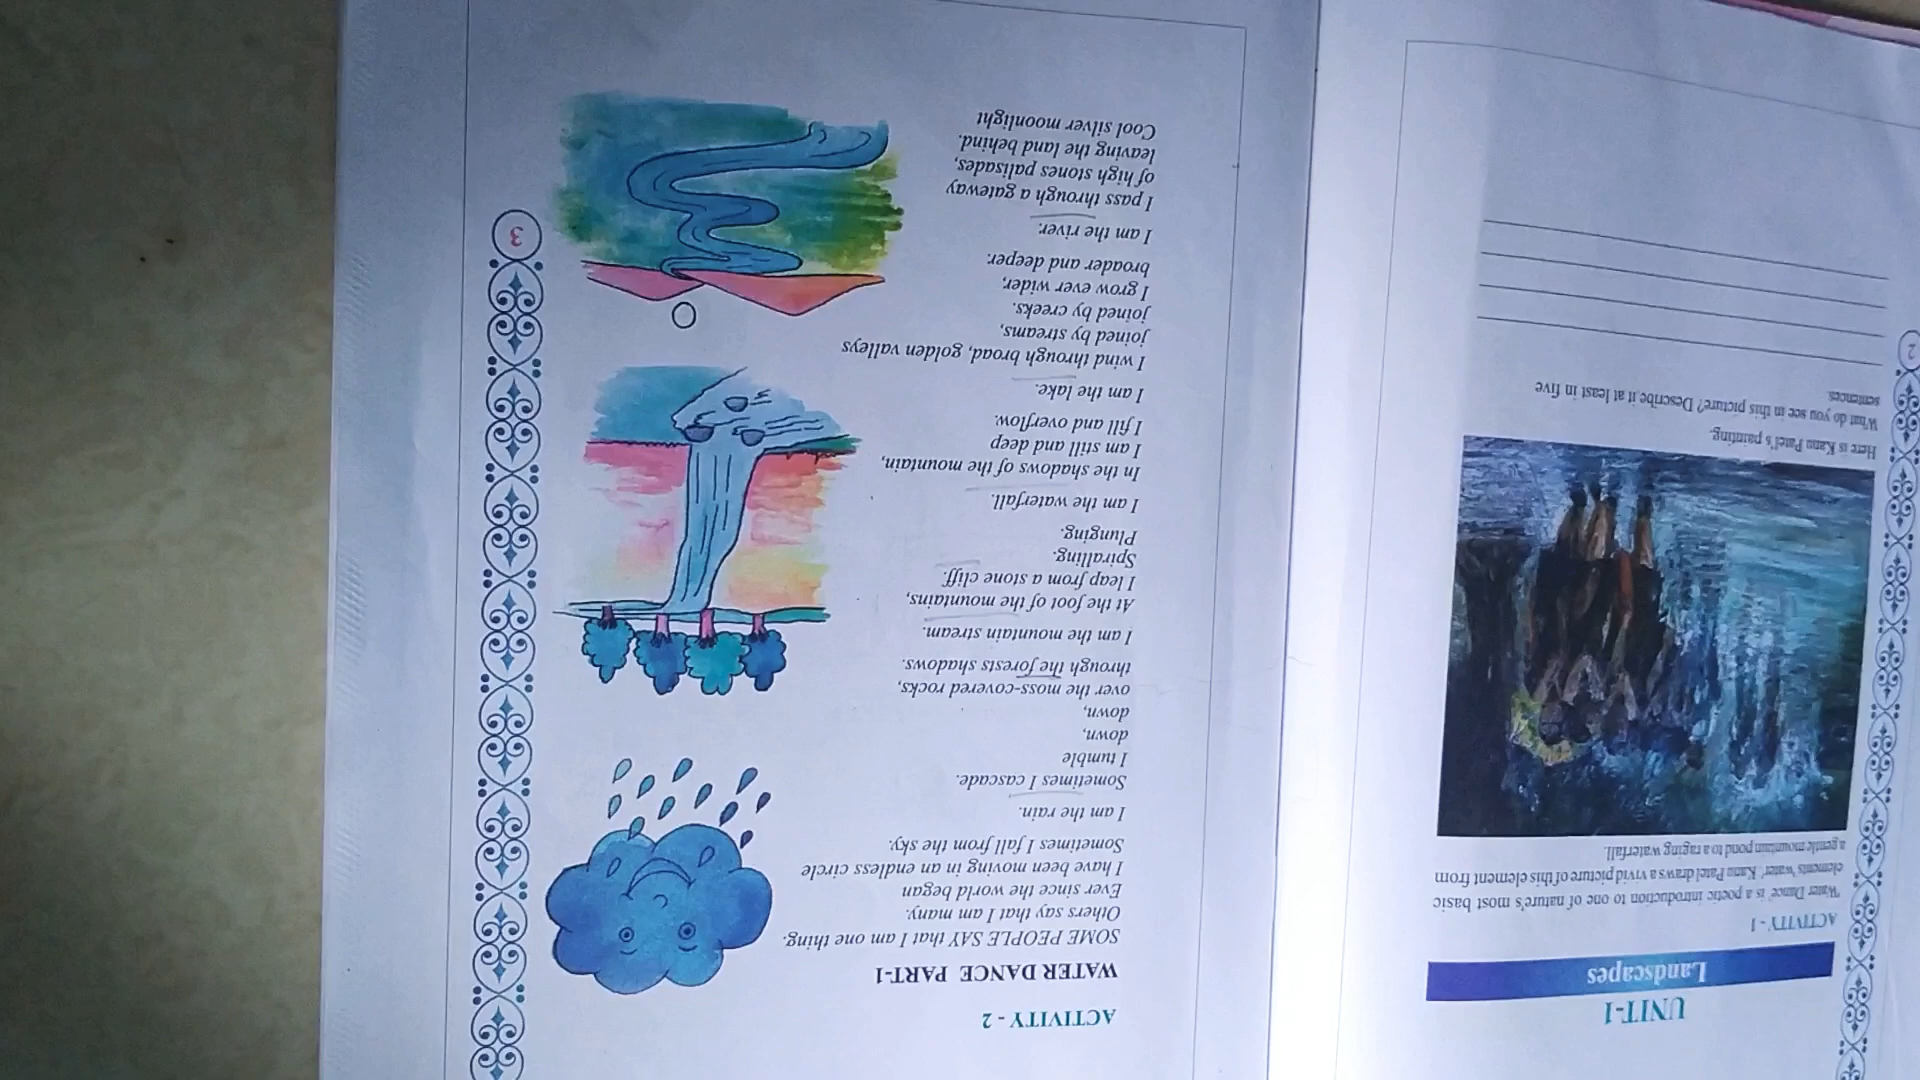 UNIT-1
Landscapes
ACTIVITY - 1
'Water Dance' is a poetic introduction to one of nature's most basic
elements 'water'. Kanu Patel draws a vivid picture of this element from
a gentle mountain pond to a raging waterfall.
Here is Kanu Patel's painting.
What do you see in this picture? Describe it at least in five
sentences.
2
ACTIVITY - 2
WATER DANCE PART-1
SOME PEOPLE SAY that I am one thing.
Others say that I am many.
Ever since the world began
I have been moving in an endless circle
Sometimes I fall from the sky.
I am the rain.
Sometimes I cascade.
I tumble
down,
down,
over the moss-covered rocks,
through the forests shadows.
I am the mountain stream.
At the foot of the mountains,
I leap from a stone cliff.
Spiralling.
Plunging.
I am the waterfall.
In the shadows of the mountain,
I am still and deep
I fill and overflow.
I am the lake.
I wind through broad, golden valleys
joined by streams,
joined by creeks.
I grow ever wider,
broader and deeper.
I am the river.
I pass through a gateway
of high stones palisades,
leaving the land behind.
Cool silver moonlight
3